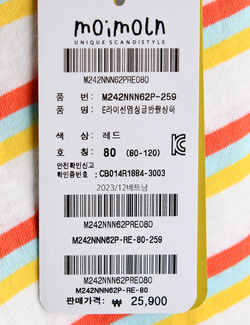 moimoln
UNIQUE SCANDISTYLE
M242NNN62PRE080
품 번: M242NNN62P-259
품 명: E라이선염싱글반팔상하
색 상: 레드
호 칭: 80 (80-120)
안전확인신고
확인증번호 : CB014R1884-3003
2023/12베트남
M242NNN62PRE080
M242NNN62P-RE-80-259
M242NNN62PRE080
M242NNN62P-RE-80
판매가격: ₩ 25,900